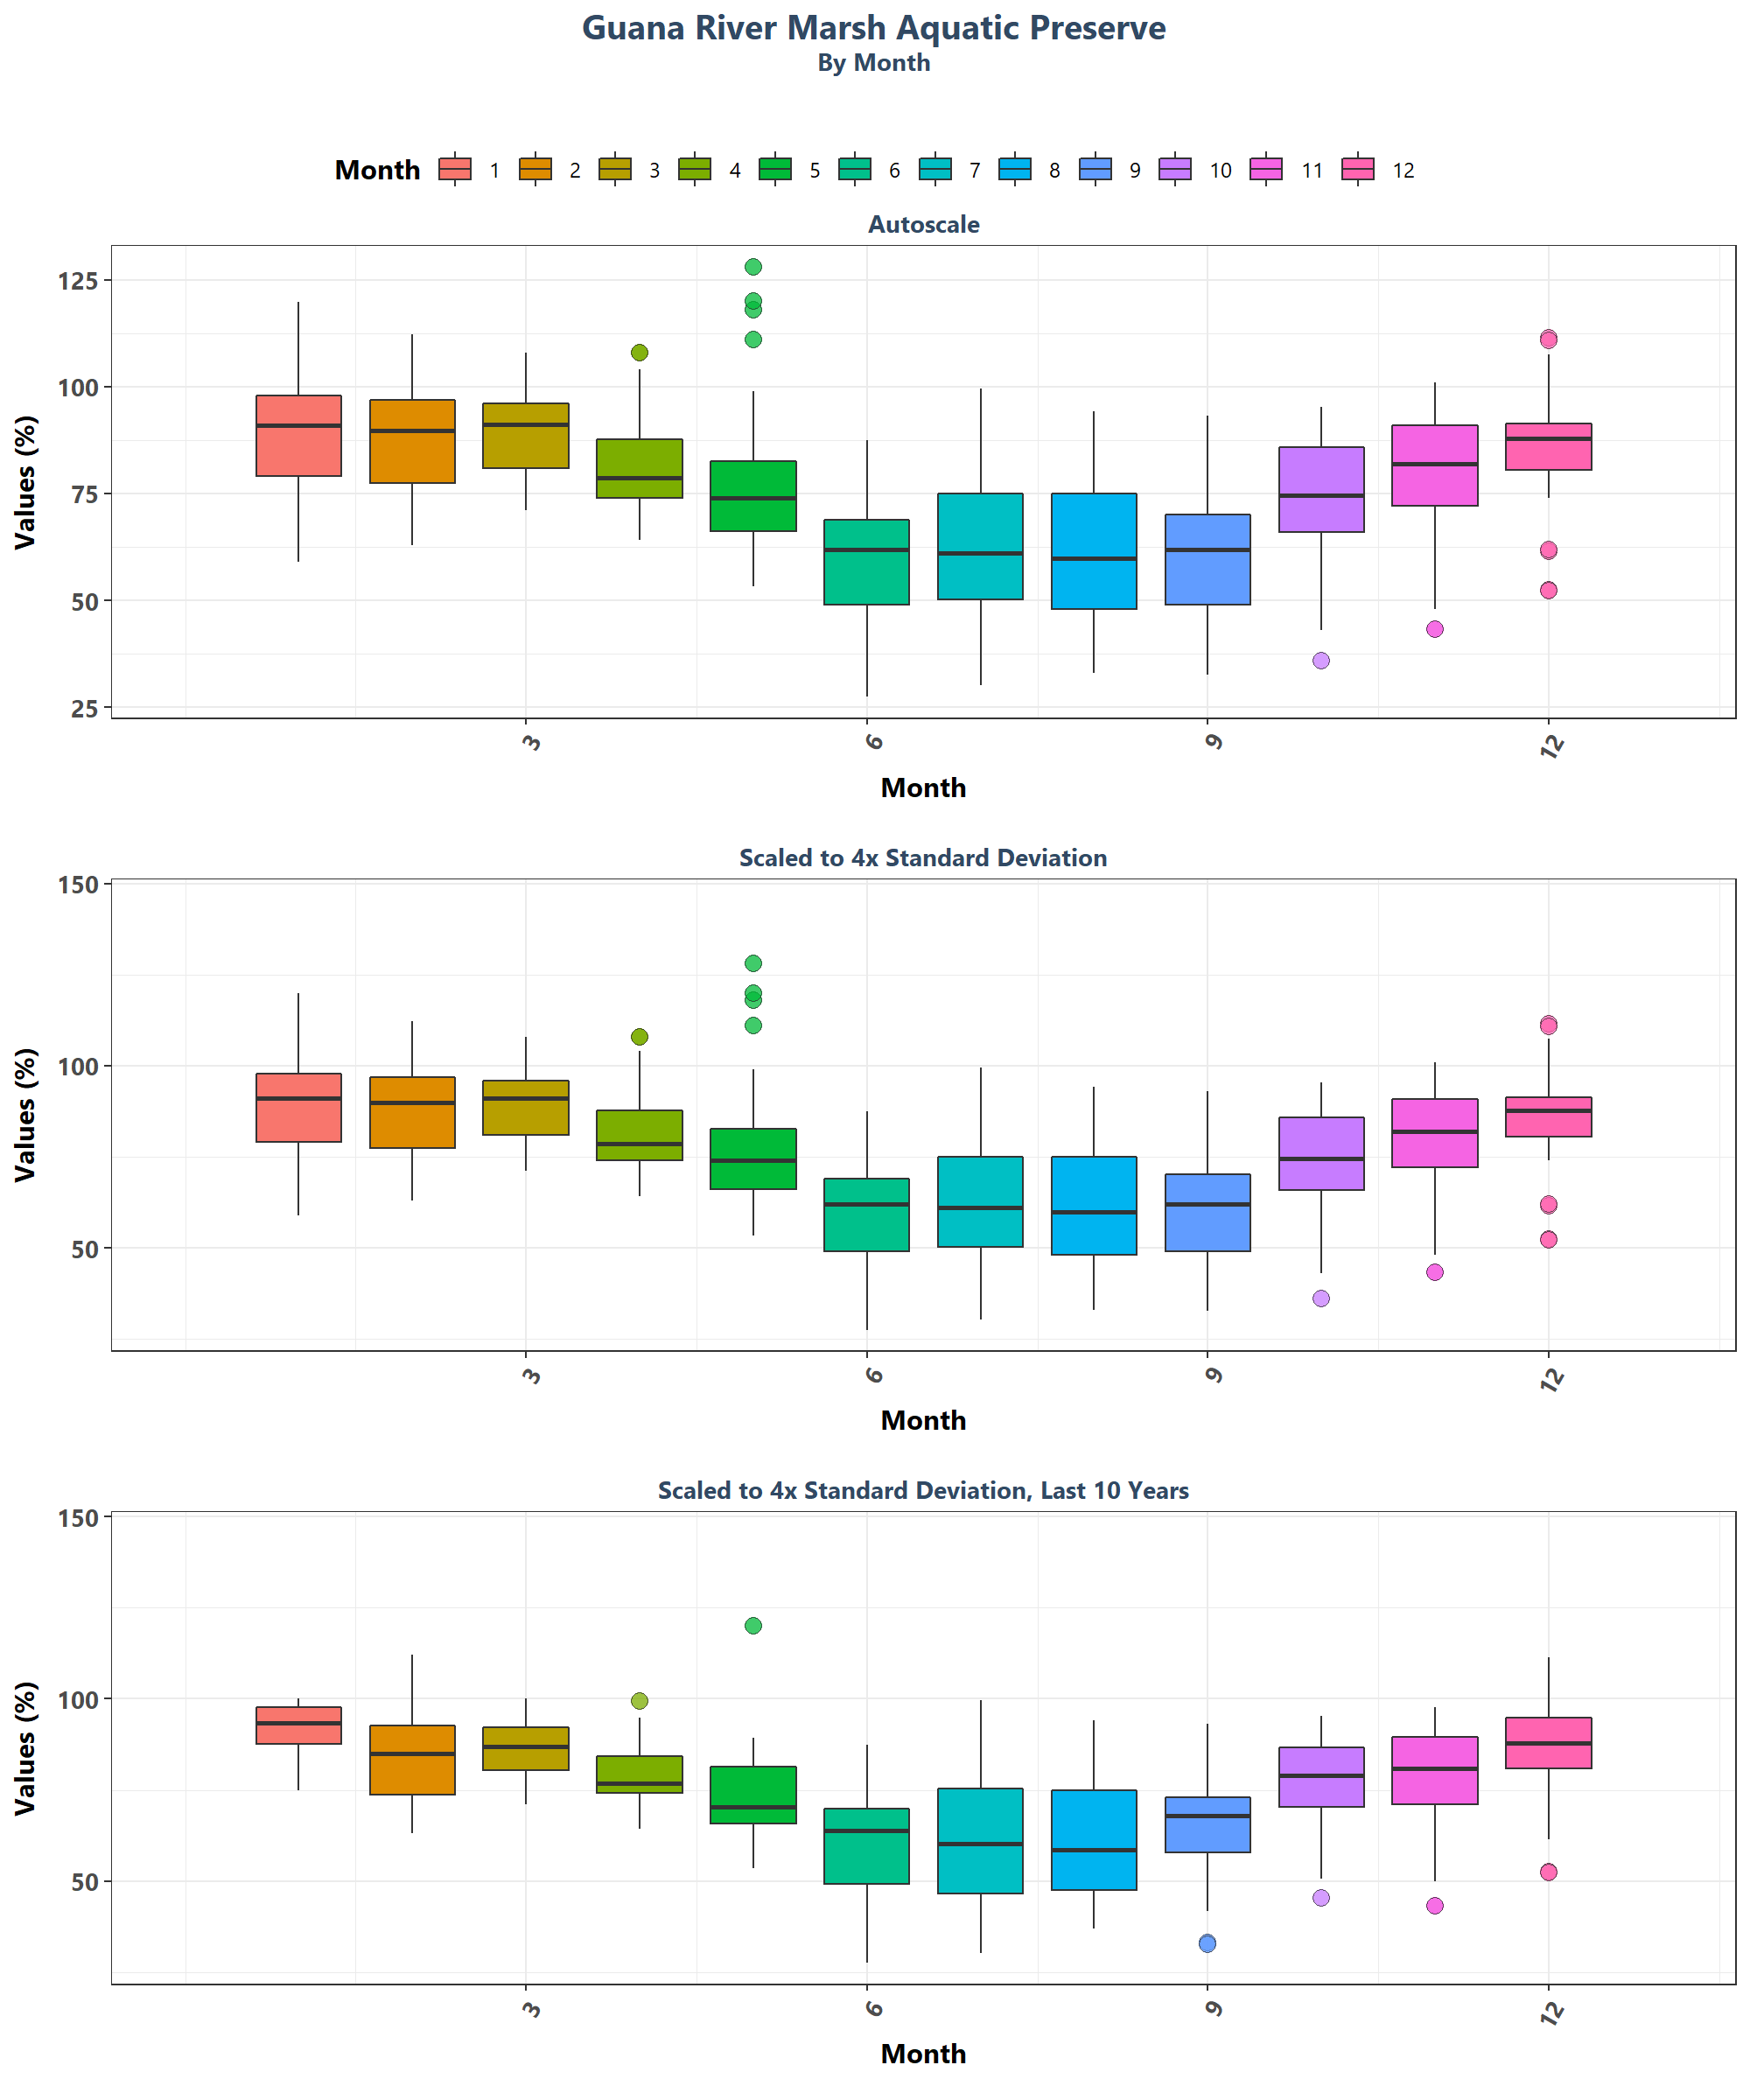 Guana River Marsh Aquatic Preserve
By Month
Month 1 2 3 4 5 6 7 8 9 10 11 12
Autoscale
Values (%)
125
100
75
50
25
3 6 9 12
Month
Scaled to 4x Standard Deviation
Values (%)
150
100
50
3 6 9 12
Month
Scaled to 4x Standard Deviation, Last 10 Years
Values (%)
150
100
50
3 6 9 12
Month